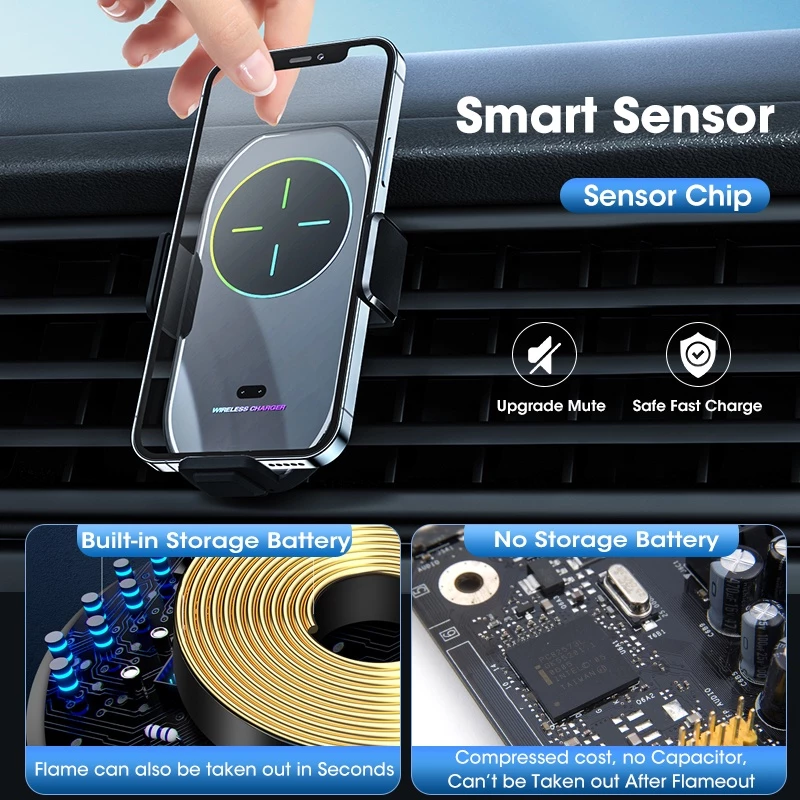 Smart Sensor
Sensor Chip
WIRELESS CHARGER
Upgrade Mute
Safe Fast Charge
Built-in Storage Battery
No Storage Battery
Flame can also be taken out in Seconds
Compressed cost, no Capacitor,
Can't be Taken out After Flameout